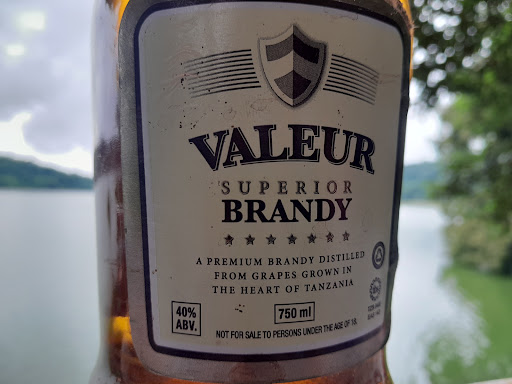 VALEUR
SUPERIOR
BRANDY
A PREMIUM BRANDY DISTILLED
FROM GRAPES GROWN IN
THE HEART OF TANZANIA
40%
ABV.
750 ml
NOT FOR SALE TO PERSONS UNDER THE AGE OF 18.